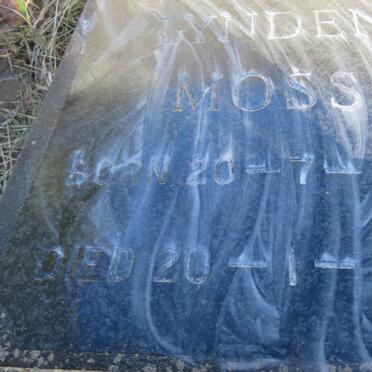 LYNDEN
MOSS
BORN 20-7-
DIED 20-1-